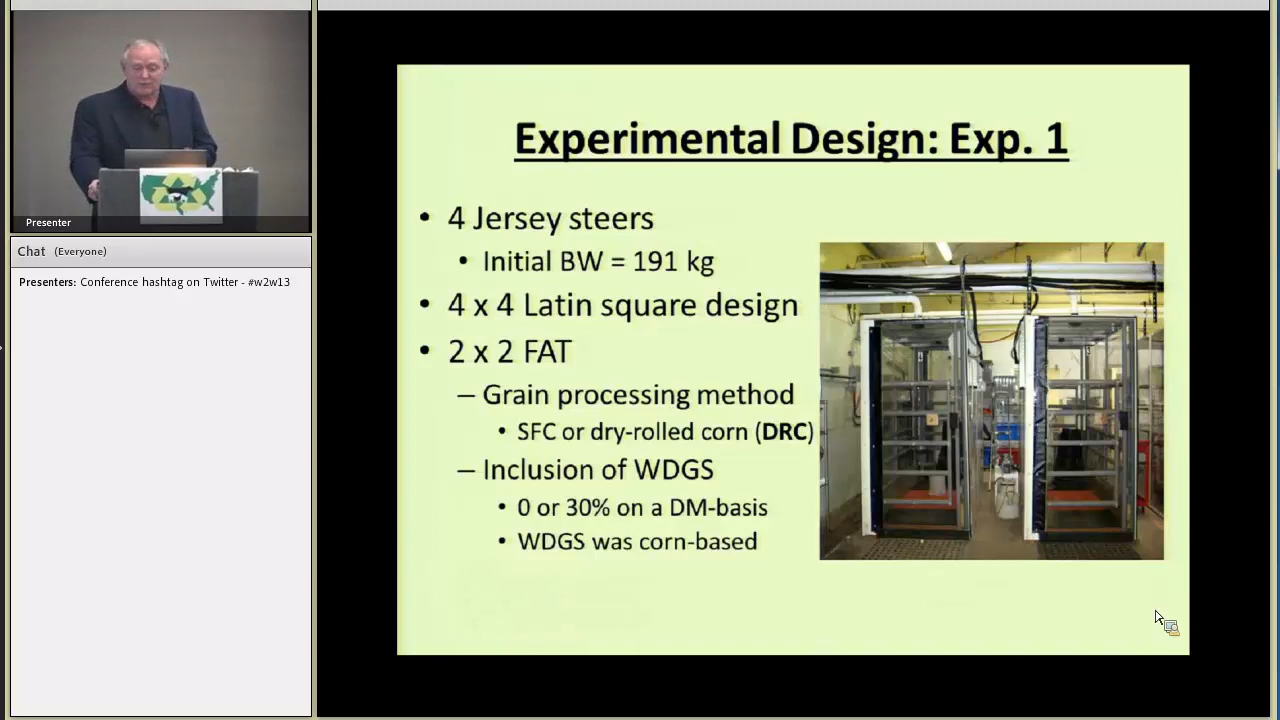 Presenter
Chat (Everyone)
Presenters: Conference hashtag on Twitter - #w2w13
Experimental Design: Exp. 1
• 4 Jersey steers
• Initial BW = 191 kg
• 4 x 4 Latin square design
• 2 x 2 FAT
– Grain processing method
• SFC or dry-rolled corn (DRC)
– Inclusion of WDGS
• 0 or 30% on a DM-basis
• WDGS was corn-based